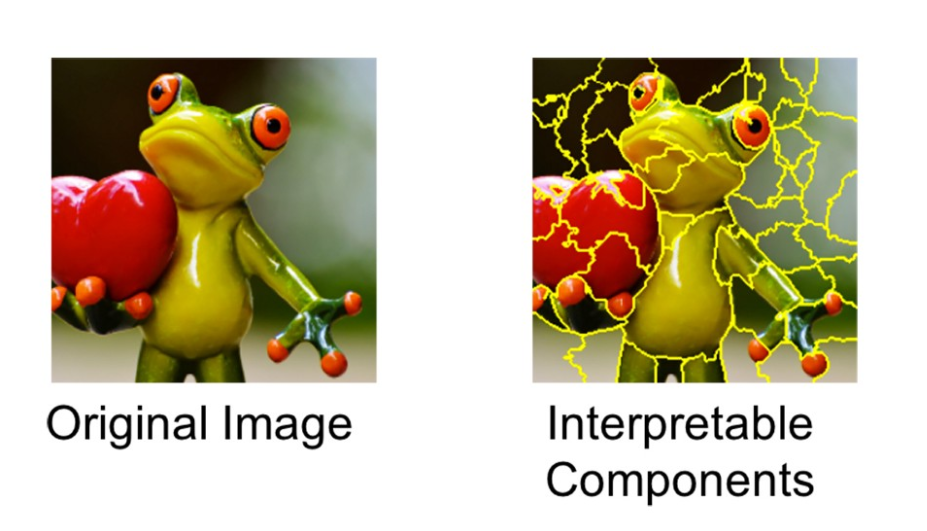 Original Image
Interpretable
Components